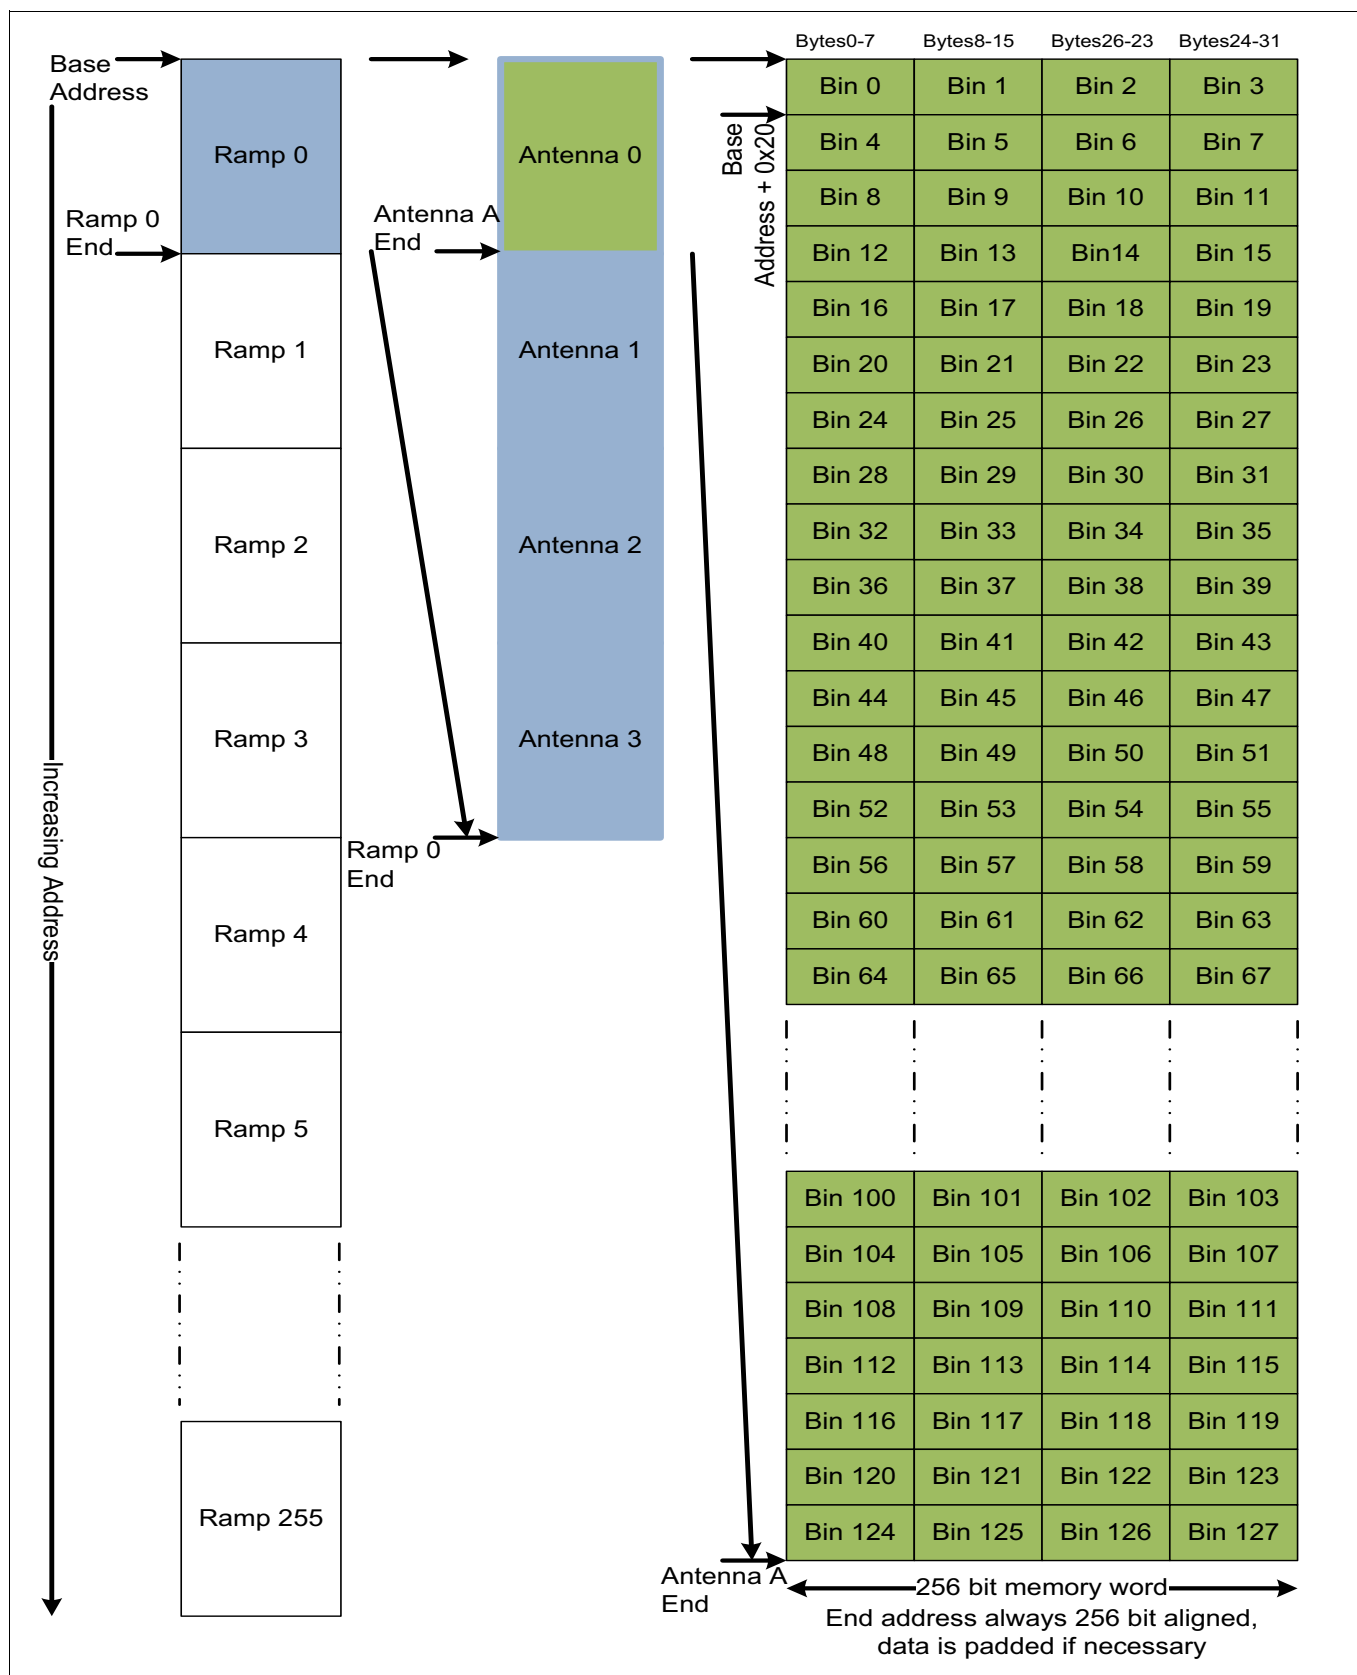 Bytes0-7 Bytes8-15 Bytes26-23 Bytes24-31
Base
Address
Ramp 0
Ramp 0
End
Ramp 1
Ramp 2
Ramp 3
Ramp 4
Ramp 5
Ramp 255
Increasing Address
Antenna 0
Antenna A
End
Antenna 1
Antenna 2
Antenna 3
Ramp 0
End
Base
Address + 0x20
Bin 0 Bin 1 Bin 2 Bin 3
Bin 4 Bin 5 Bin 6 Bin 7
Bin 8 Bin 9 Bin 10 Bin 11
Bin 12 Bin 13 Bin14 Bin 15
Bin 16 Bin 17 Bin 18 Bin 19
Bin 20 Bin 21 Bin 22 Bin 23
Bin 24 Bin 25 Bin 26 Bin 27
Bin 28 Bin 29 Bin 30 Bin 31
Bin 32 Bin 33 Bin 34 Bin 35
Bin 36 Bin 37 Bin 38 Bin 39
Bin 40 Bin 41 Bin 42 Bin 43
Bin 44 Bin 45 Bin 46 Bin 47
Bin 48 Bin 49 Bin 50 Bin 51
Bin 52 Bin 53 Bin 54 Bin 55
Bin 56 Bin 57 Bin 58 Bin 59
Bin 60 Bin 61 Bin 62 Bin 63
Bin 64 Bin 65 Bin 66 Bin 67
Bin 100 Bin 101 Bin 102 Bin 103
Bin 104 Bin 105 Bin 106 Bin 107
Bin 108 Bin 109 Bin 110 Bin 111
Bin 112 Bin 113 Bin 114 Bin 115
Bin 116 Bin 117 Bin 118 Bin 119
Bin 120 Bin 121 Bin 122 Bin 123
Bin 124 Bin 125 Bin 126 Bin 127
Antenna A
End
256 bit memory word
End address always 256 bit aligned,
data is padded if necessary